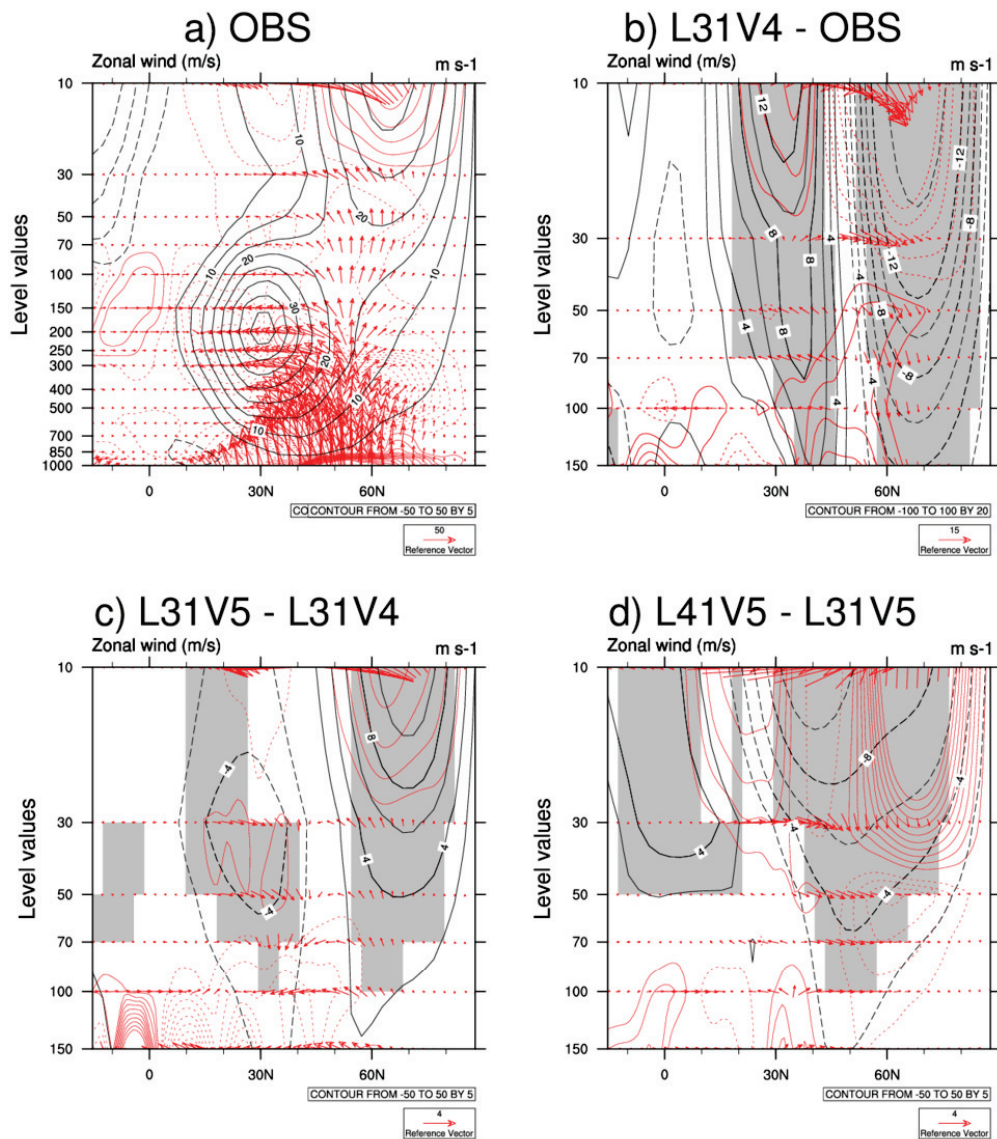 a) OBS
Zonal wind (m/s) m s-1
Level values
10
30
50
70
100
150
200
250
300
400
500
700
850
1000
10
10
20
20
30
20
10
10
0 30N 60N
CO CONTOUR FROM -50 TO 50 BY 5
50
Reference Vector
b) L31V4 - OBS
Zonal wind (m/s) m s-1
Level values
10
30
50
70
100
150
12
-12
8
8
4
-8
-12
4
-8
4
8
4
-8
4
4
0 30N 60N
CONTOUR FROM -100 TO 100 BY 20
15
Reference Vector
c) L31V5 - L31V4
Zonal wind (m/s) m s-1
Level values
10
30
50
70
100
150
8
-4
4
4
-4
0 30N 60N
CONTOUR FROM -50 TO 50 BY 5
4
Reference Vector
d) L41V5 - L31V5
Zonal wind (m/s) m s-1
Level values
10
30
50
70
100
150
-8
-4
4
4
-4
0 30N 60N
CONTOUR FROM -50 TO 50 BY 5
4
Reference Vector